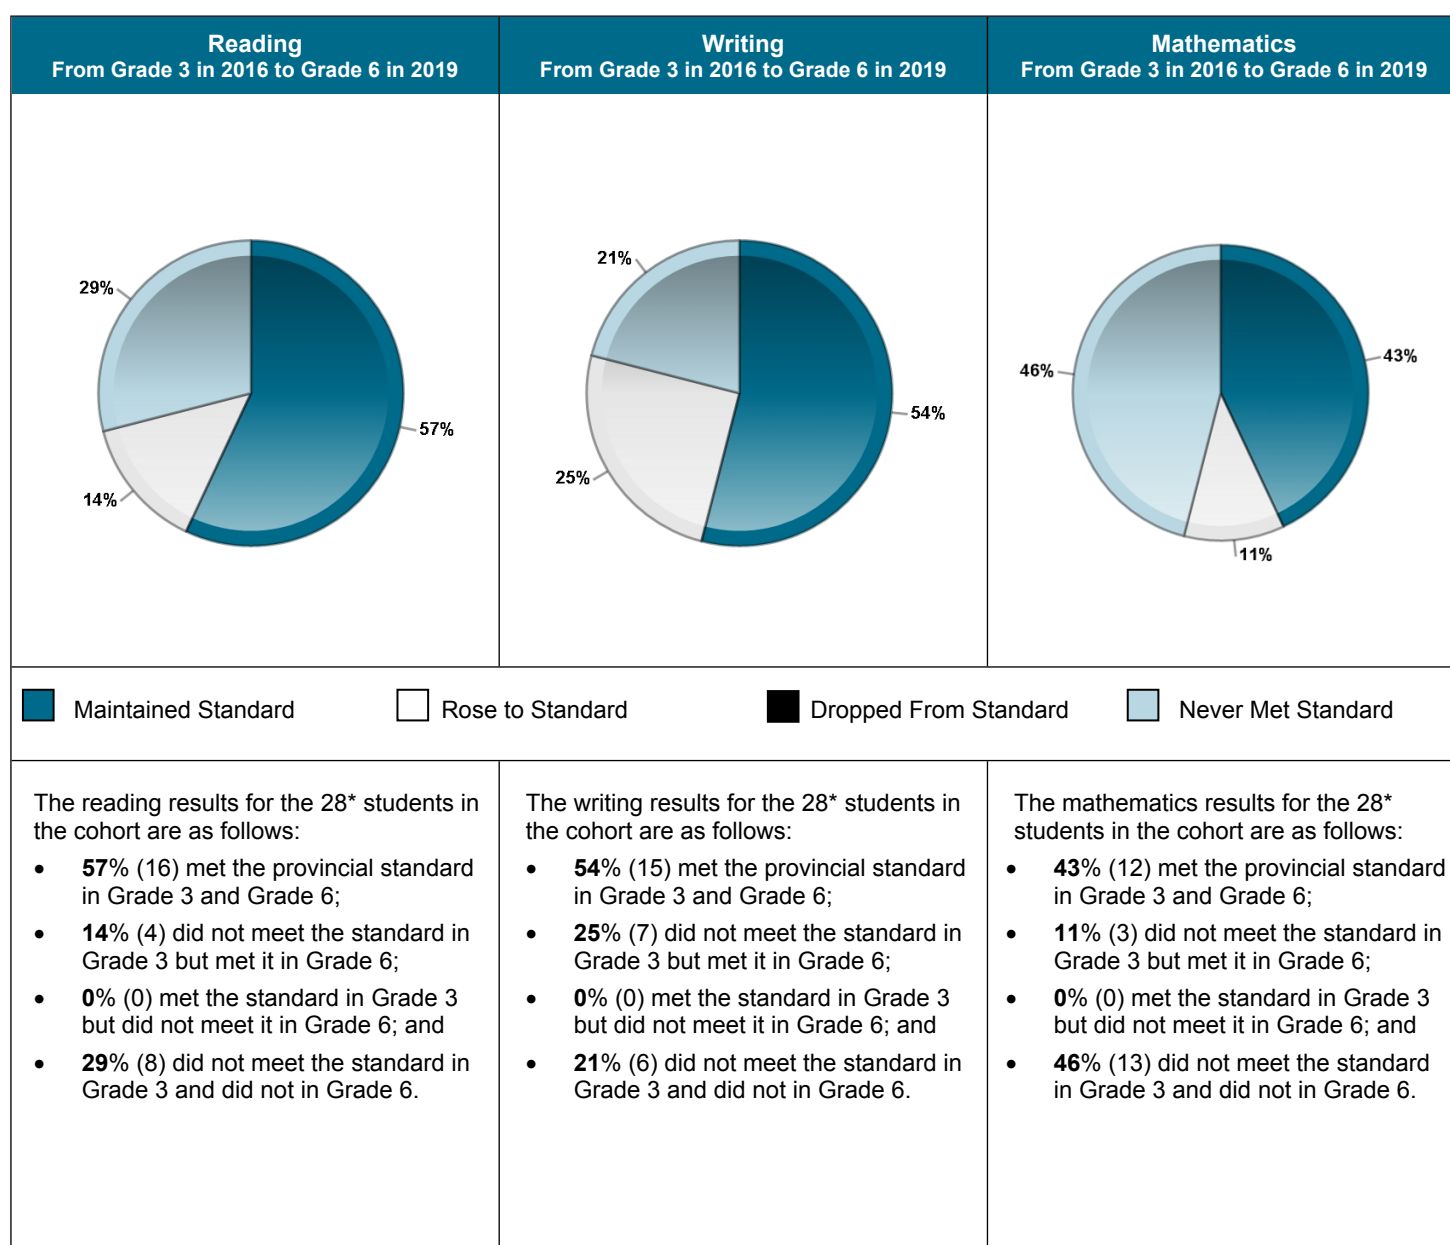 Reading
From Grade 3 in 2016 to Grade 6 in 2019
Writing
From Grade 3 in 2016 to Grade 6 in 2019
Mathematics
From Grade 3 in 2016 to Grade 6 in 2019
29%
57%
14%
21%
54%
25%
46%
43%
11%
Maintained Standard
Rose to Standard
Dropped From Standard
Never Met Standard
The reading results for the 28* students in
the cohort are as follows:
• 57% (16) met the provincial standard
in Grade 3 and Grade 6;
• 14% (4) did not meet the standard in
Grade 3 but met it in Grade 6;
• 0% (0) met the standard in Grade 3
but did not meet it in Grade 6; and
• 29% (8) did not meet the standard in
Grade 3 and did not in Grade 6.
The writing results for the 28* students in
the cohort are as follows:
• 54% (15) met the provincial standard
in Grade 3 and Grade 6;
• 25% (7) did not meet the standard in
Grade 3 but met it in Grade 6;
• 0% (0) met the standard in Grade 3
but did not meet it in Grade 6; and
• 21% (6) did not meet the standard in
Grade 3 and did not in Grade 6.
The mathematics results for the 28*
students in the cohort are as follows:
• 43% (12) met the provincial standard
in Grade 3 and Grade 6;
• 11% (3) did not meet the standard in
Grade 3 but met it in Grade 6;
• 0% (0) met the standard in Grade 3
but did not meet it in Grade 6; and
• 46% (13) did not meet the standard
in Grade 3 and did not in Grade 6.